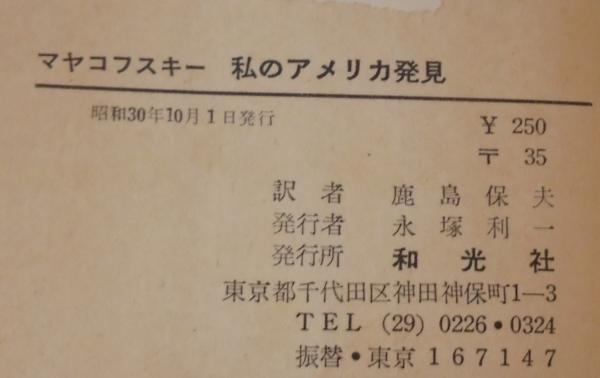 マヤコフスキー 私のアメリカ発見
昭和30年10月1日発行
¥ 250
〒 35
訳者 鹿島保夫
発行者 永塚利一
発行所 和光社
東京都千代田区神田神保町1—3
TEL (29) 0226・0324
振替・東京 167147